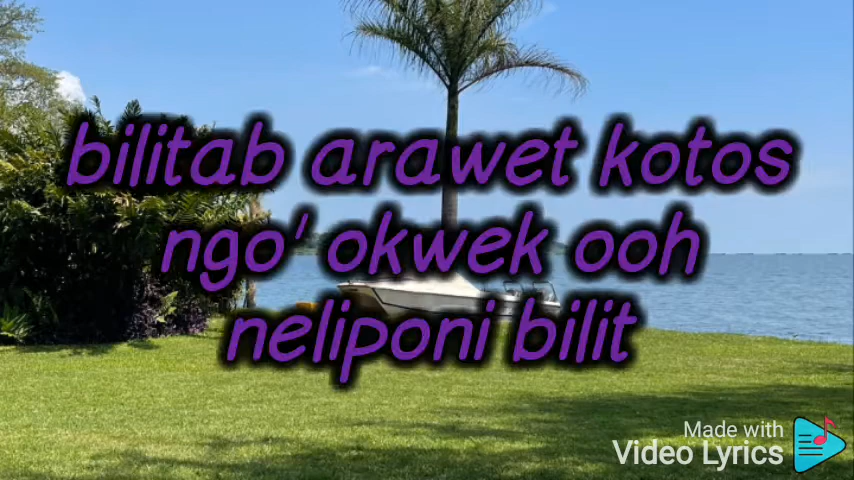 bilitab arawet kotos
ngo' okwek ooh
neliponi bilit
Made with
Video Lyrics